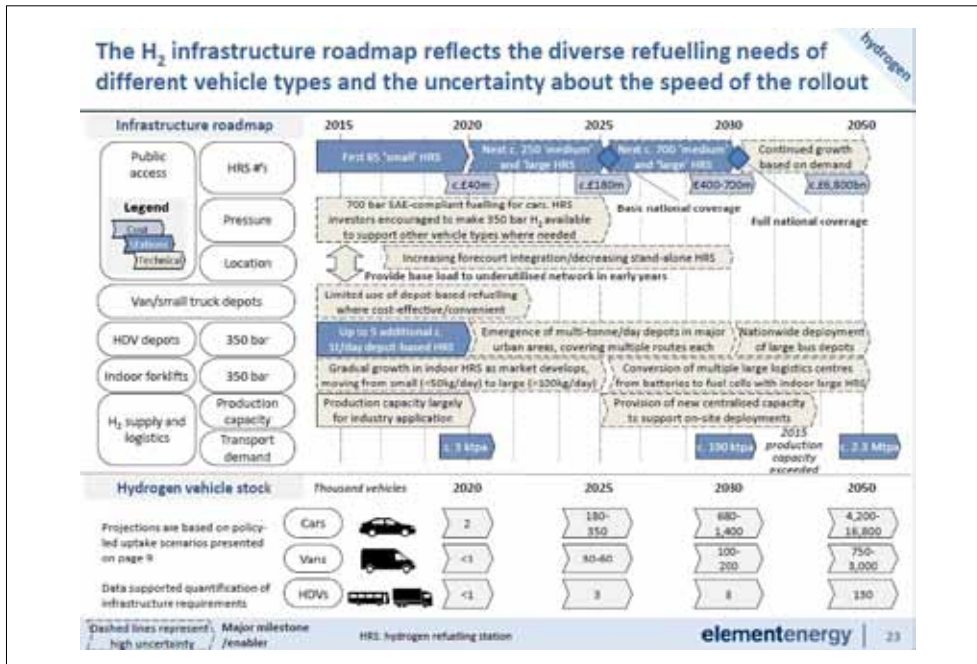 The H2 infrastructure roadmap reflects the diverse refuelling needs of
different vehicle types and the uncertainty about the speed of the rollout
hydrogen
Infrastructure roadmap
2015
2020
2025
2030
2050
Public
access
HRS #'s
First 65 'small' HRS
Next c. 250 'medium'
and 'large HRS
Next c. 700 'medium'
and 'large' HRS
Continued growth
based on demand
c.£40m
c.£180m
£400-700m
c.£6,800bn
Basic national coverage
Full national coverage
Legend
Cost
Stations
Technical
Pressure
700 bar SAE-compliant fuelling for cars. HRS
investors encouraged to make 350 bar H2 available
to support other vehicle types where needed
Location
Increasing forecourt integration/decreasing stand-alone HRS
Provide base load to underutilised network in early years
Van/small truck depots
Limited use of depot based refuelling
where cost-effective/convenient
HDV depots
350 bar
Up to 5 additional c.
1t/day depot-based HRS
Emergence of multi-tonne/day depots in major
urban areas, covering multiple routes each
Nationwide deployment
of large bus depots
Indoor forklifts
350 bar
Gradual growth in indoor HRS as market develops,
moving from small (<50kg/day) to large (>100kg/day)
Conversion of multiple large logistics centres
from batteries to fuel cells with indoor large HRS
H2 supply and
logistics
Production
capacity
Production capacity largely
for industry application
Provision of new centralised capacity
to support on-site deployments
Transport
demand
c. 3 ktpa
c. 190 ktpa
2015
production
capacity
exceeded
c. 2.3 Mtpa
Hydrogen vehicle stock
Thousand vehicles
2020
2025
2030
2050
Projections are based on policy-
led uptake scenarios presented
on page 9
Cars
2
180-
350
680-
1,400
4,200-
16,800
Vans
<1
30-60
100-
200
750-
3,000
Data supported quantification of
infrastructure requirements
HDVs
<1
3
8
130
Dashed lines represent
high uncertainty
Major milestone
/enabler
HRS: hydrogen refuelling station
elementenergy
23